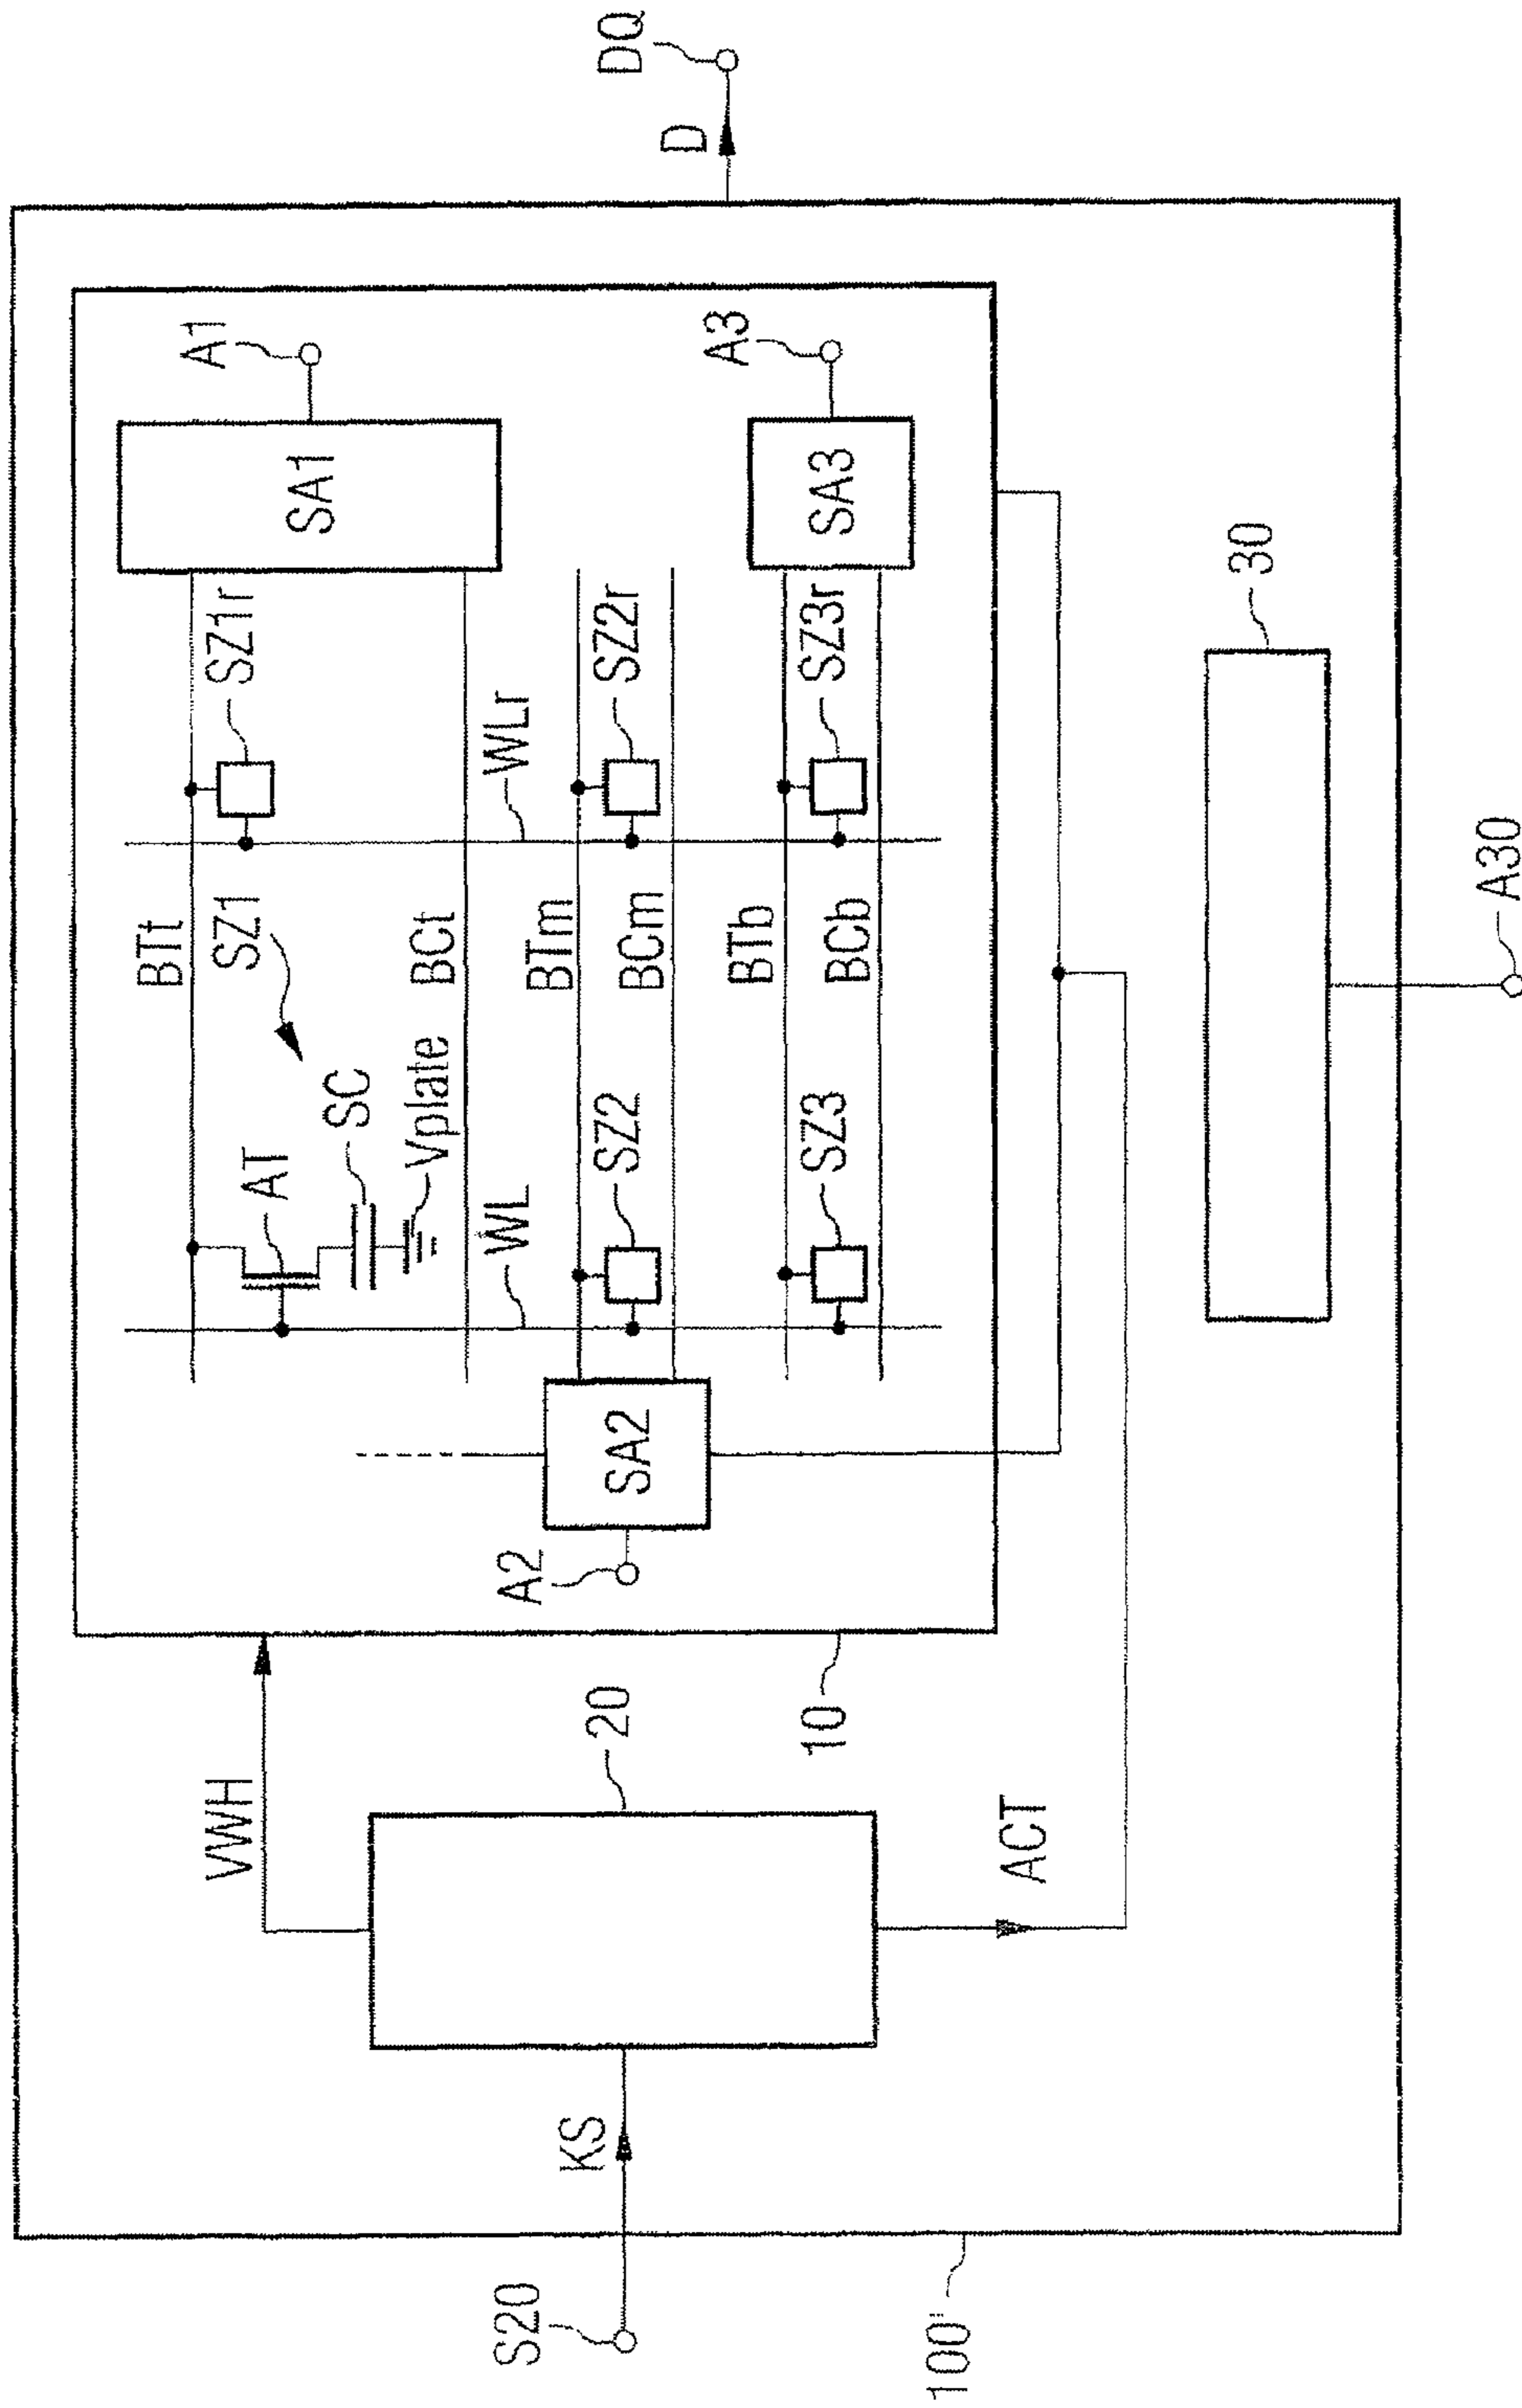 DQ
D
A1
A3
SA1
SA3
SZ1r
SZ2r
SZ3r
30
WLr
BTt
SZ1
BCt
BTm
BCm
BTb
BCb
A30
AT
SC
Vplate
WL
SZ2
SZ3
SA2
A2
10
20
VWH
ACT
KS
S20
100'